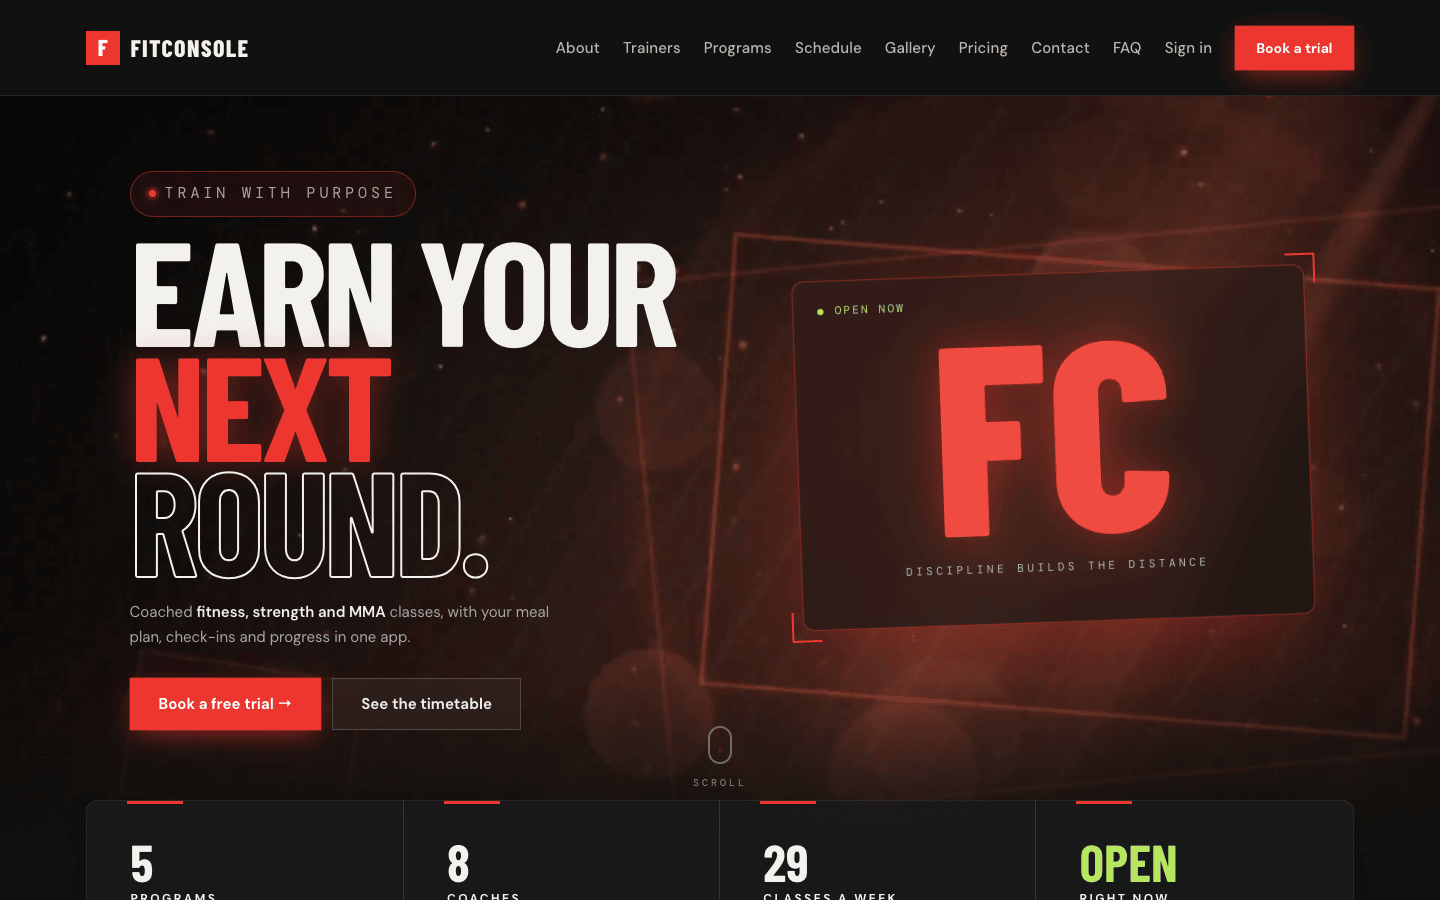 F FITCONSOLE
About Trainers Programs Schedule Gallery Pricing Contact FAQ Sign in Book a trial
TRAIN WITH PURPOSE
EARN YOUR
NEXT
ROUND.
Coached fitness, strength and MMA classes, with your meal
plan, check-ins and progress in one app.
Book a free trial → See the timetable
OPEN NOW
FC
DISCIPLINE BUILDS THE DISTANCE
SCROLL
5
PROGRAMS
8
COACHES
29
CLASSES A WEEK
OPEN
RIGHT NOW